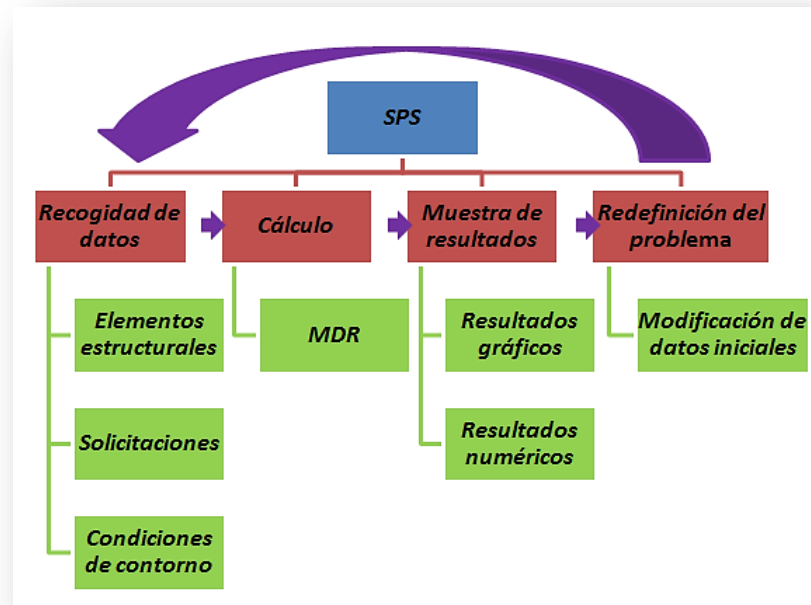 SPS
Recogidad de
datos
Cálculo
Muestra de
resultados
Redefinición del
problema
Elementos
estructurales
MDR
Resultados
gráficos
Modificación de
datos iniciales
Solicitaciones
Resultados
numéricos
Condiciones
de contorno